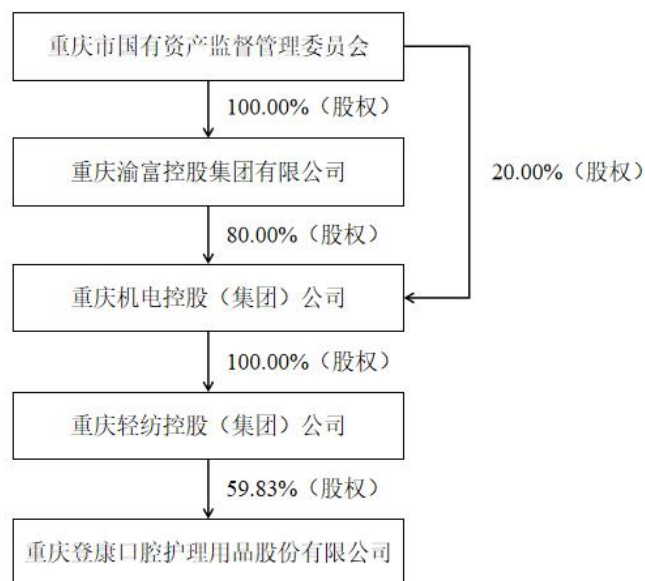 重庆市国有资产监督管理委员会
100.00%（股权）
重庆渝富控股集团有限公司
20.00%（股权）
80.00%（股权）
重庆机电控股（集团）公司
100.00%（股权）
重庆轻纺控股（集团）公司
59.83%（股权）
重庆登康口腔护理用品股份有限公司